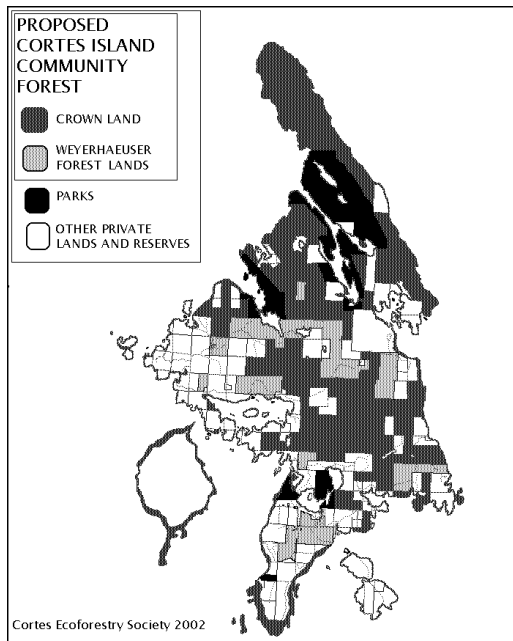 PROPOSED
CORTES ISLAND
COMMUNITY
FOREST
CROWN LAND
WEYERHAEUSER
FOREST LANDS
PARKS
OTHER PRIVATE
LANDS AND RESERVES
Cortes Ecoforestry Society 2002